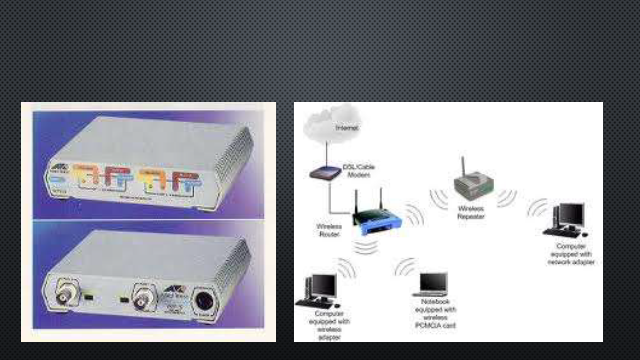 Internet
DSL/Cable
Modem
Wireless
Router
Wireless
Repeater
Computer
equipped with
network adapter
Computer
equipped with
wireless
adapter
Notebook
equipped with
wireless
PCMCIA card